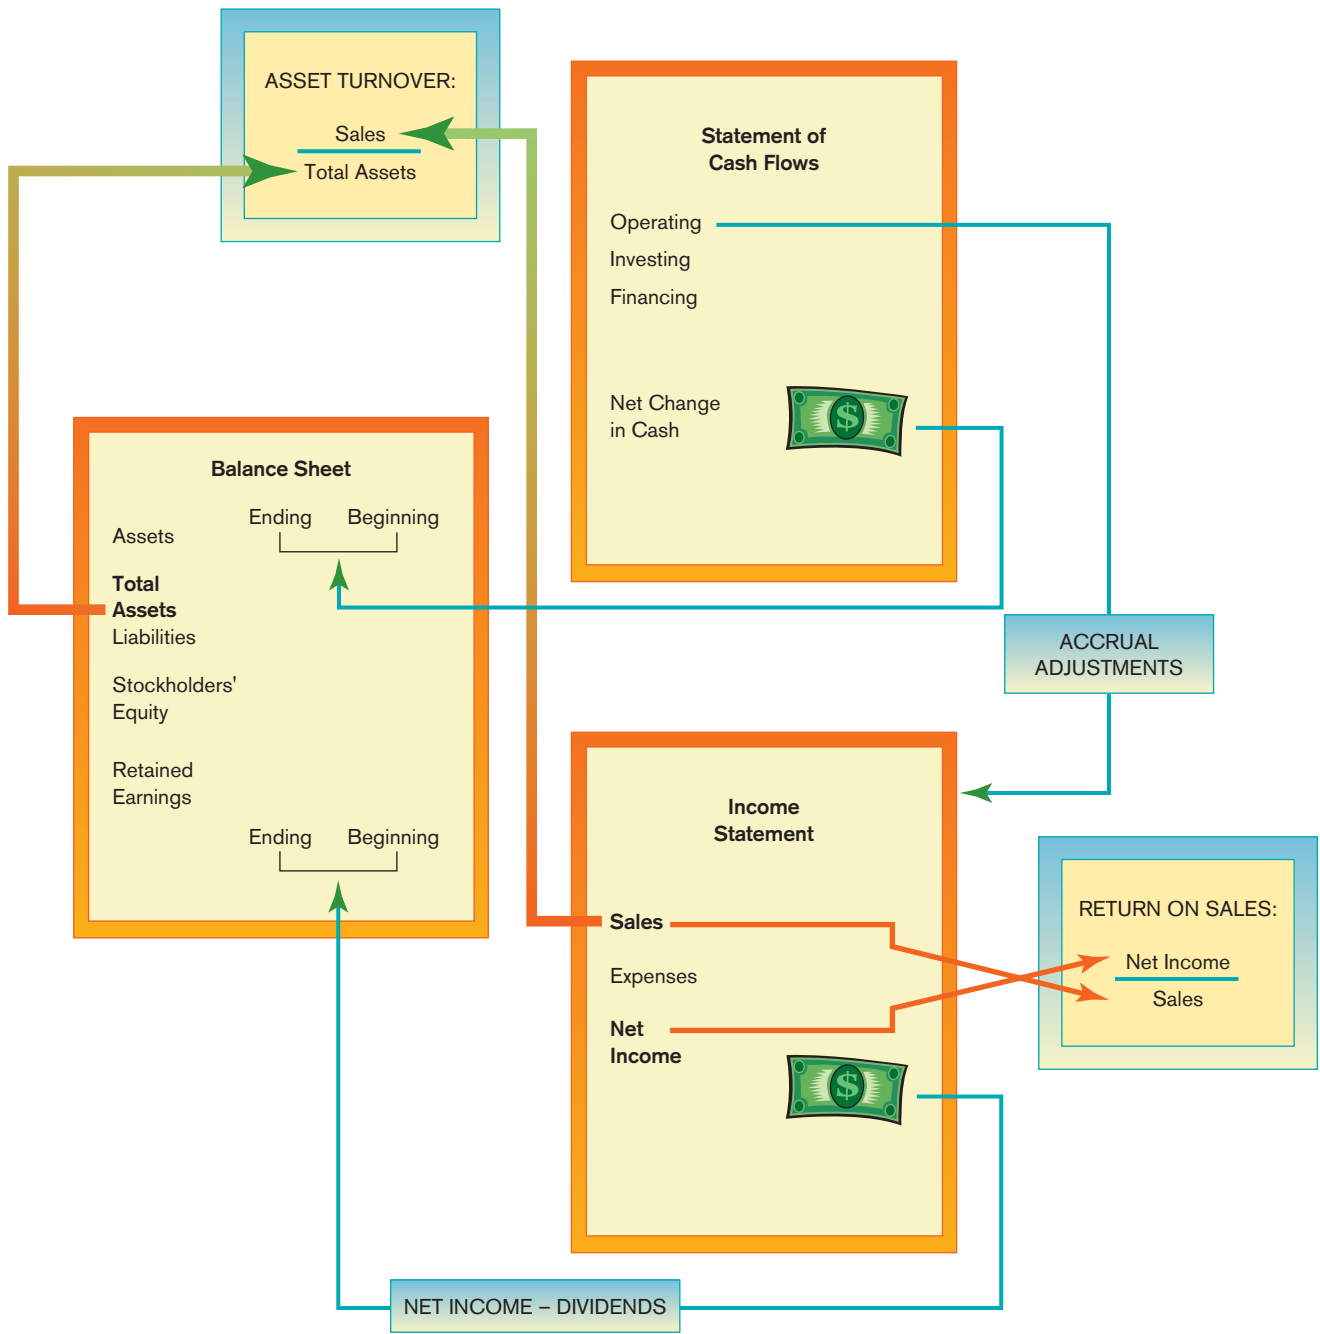 ASSET TURNOVER:
Sales
Total Assets
Statement of
Cash Flows
Operating
Investing
Financing
Net Change
in Cash
$
Balance Sheet
Ending Beginning
Assets
Total
Assets
Liabilities
Stockholders'
Equity
Retained
Earnings
Ending Beginning
ACCRUAL
ADJUSTMENTS
Income
Statement
Sales
Expenses
Net
Income
$
RETURN ON SALES:
Net Income
Sales
NET INCOME – DIVIDENDS